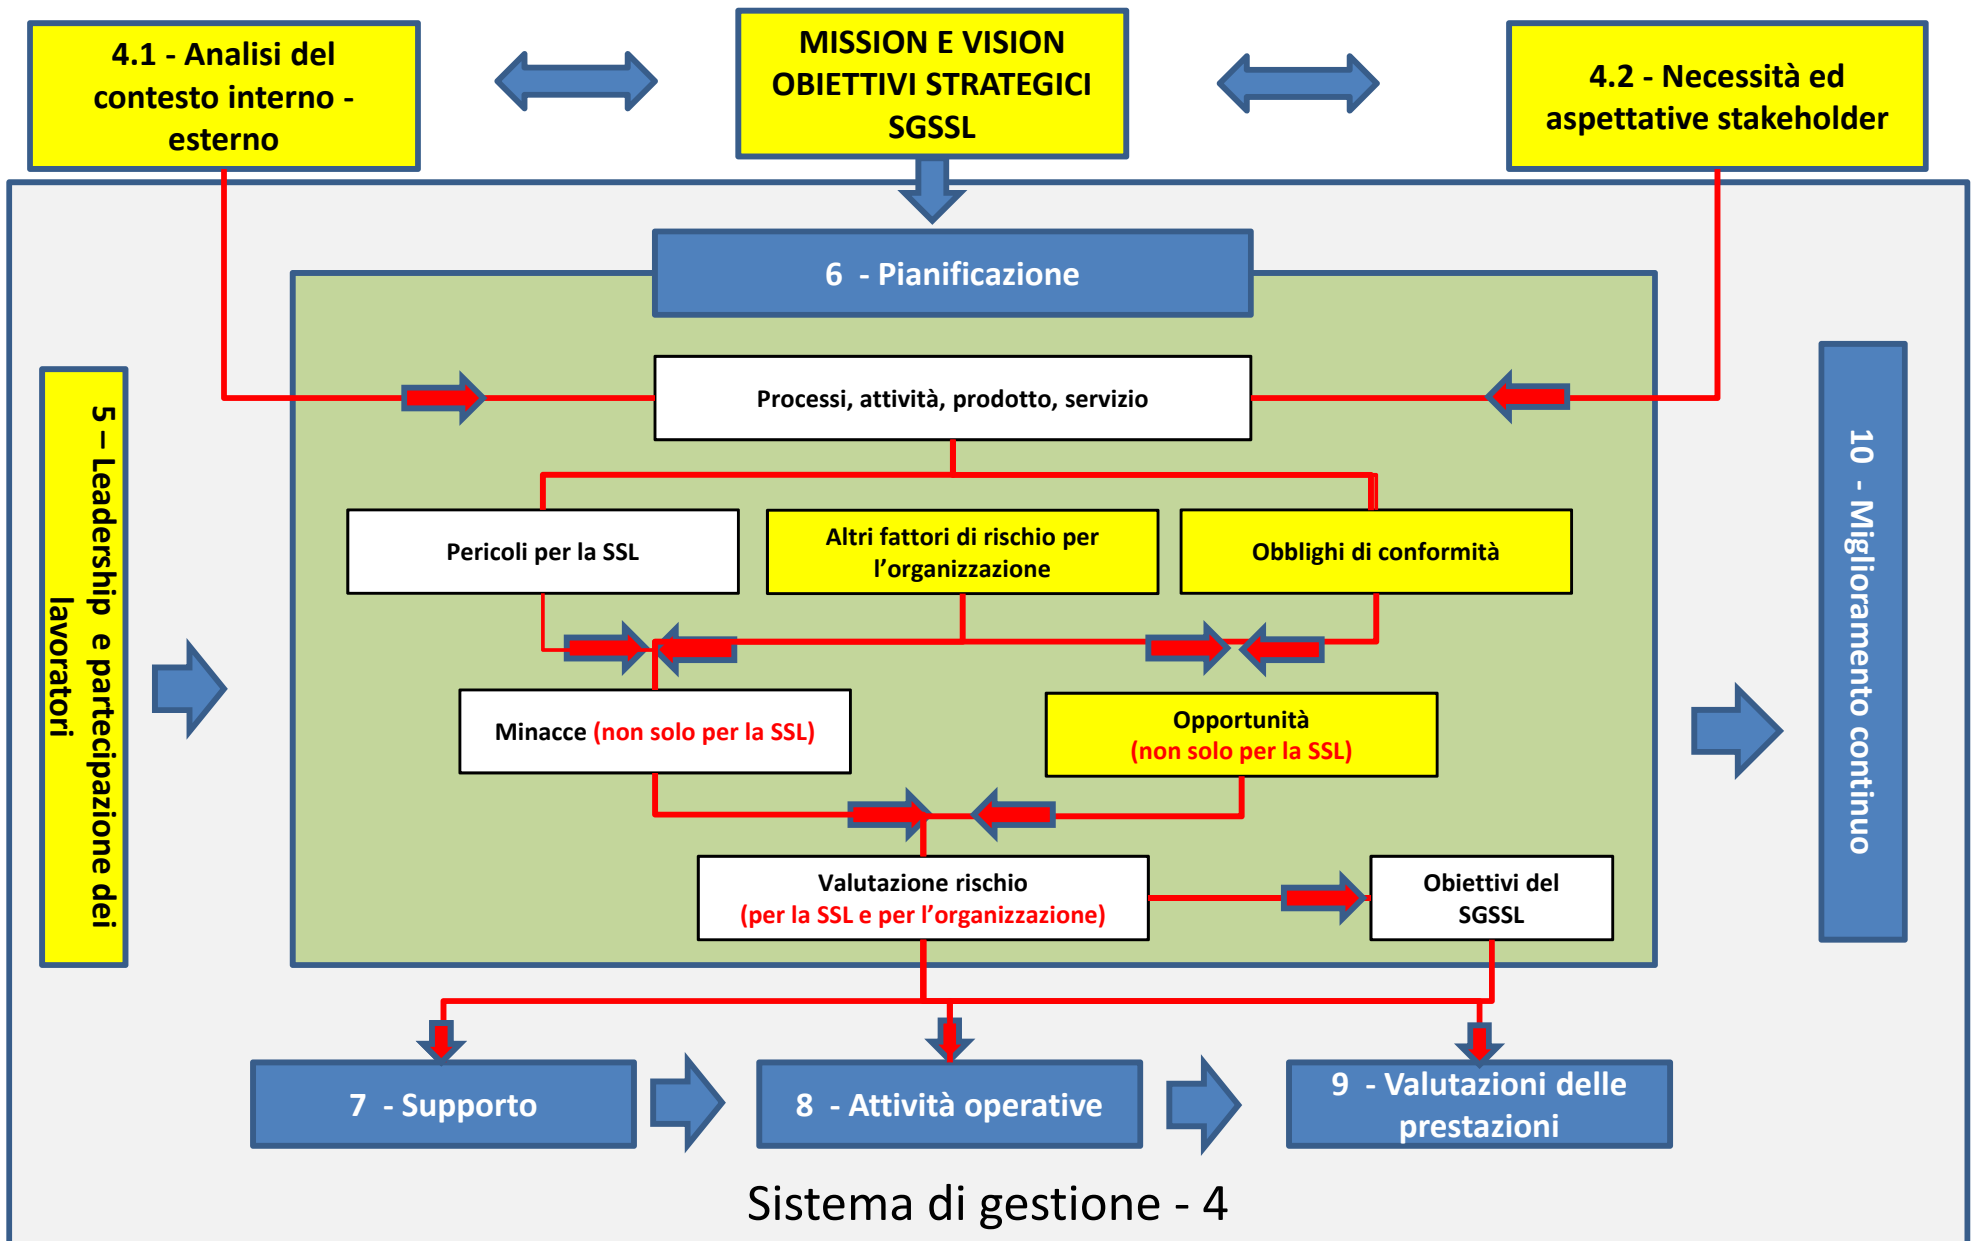 4.1 - Analisi del
contesto interno -
esterno
MISSION E VISION
OBIETTIVI STRATEGICI
SGSSL
4.2 - Necessità ed
aspettative stakeholder
6 - Pianificazione
Processi, attività, prodotto, servizio
5 – Leadership e partecipazione dei
lavoratori
Pericoli per la SSL
Altri fattori di rischio per
l’organizzazione
Obblighi di conformità
Minacce (non solo per la SSL)
Opportunità
(non solo per la SSL)
Valutazione rischio
(per la SSL e per l’organizzazione)
Obiettivi del
SGSSL
10 - Miglioramento continuo
7 - Supporto
8 - Attività operative
9 - Valutazioni delle
prestazioni
Sistema di gestione - 4